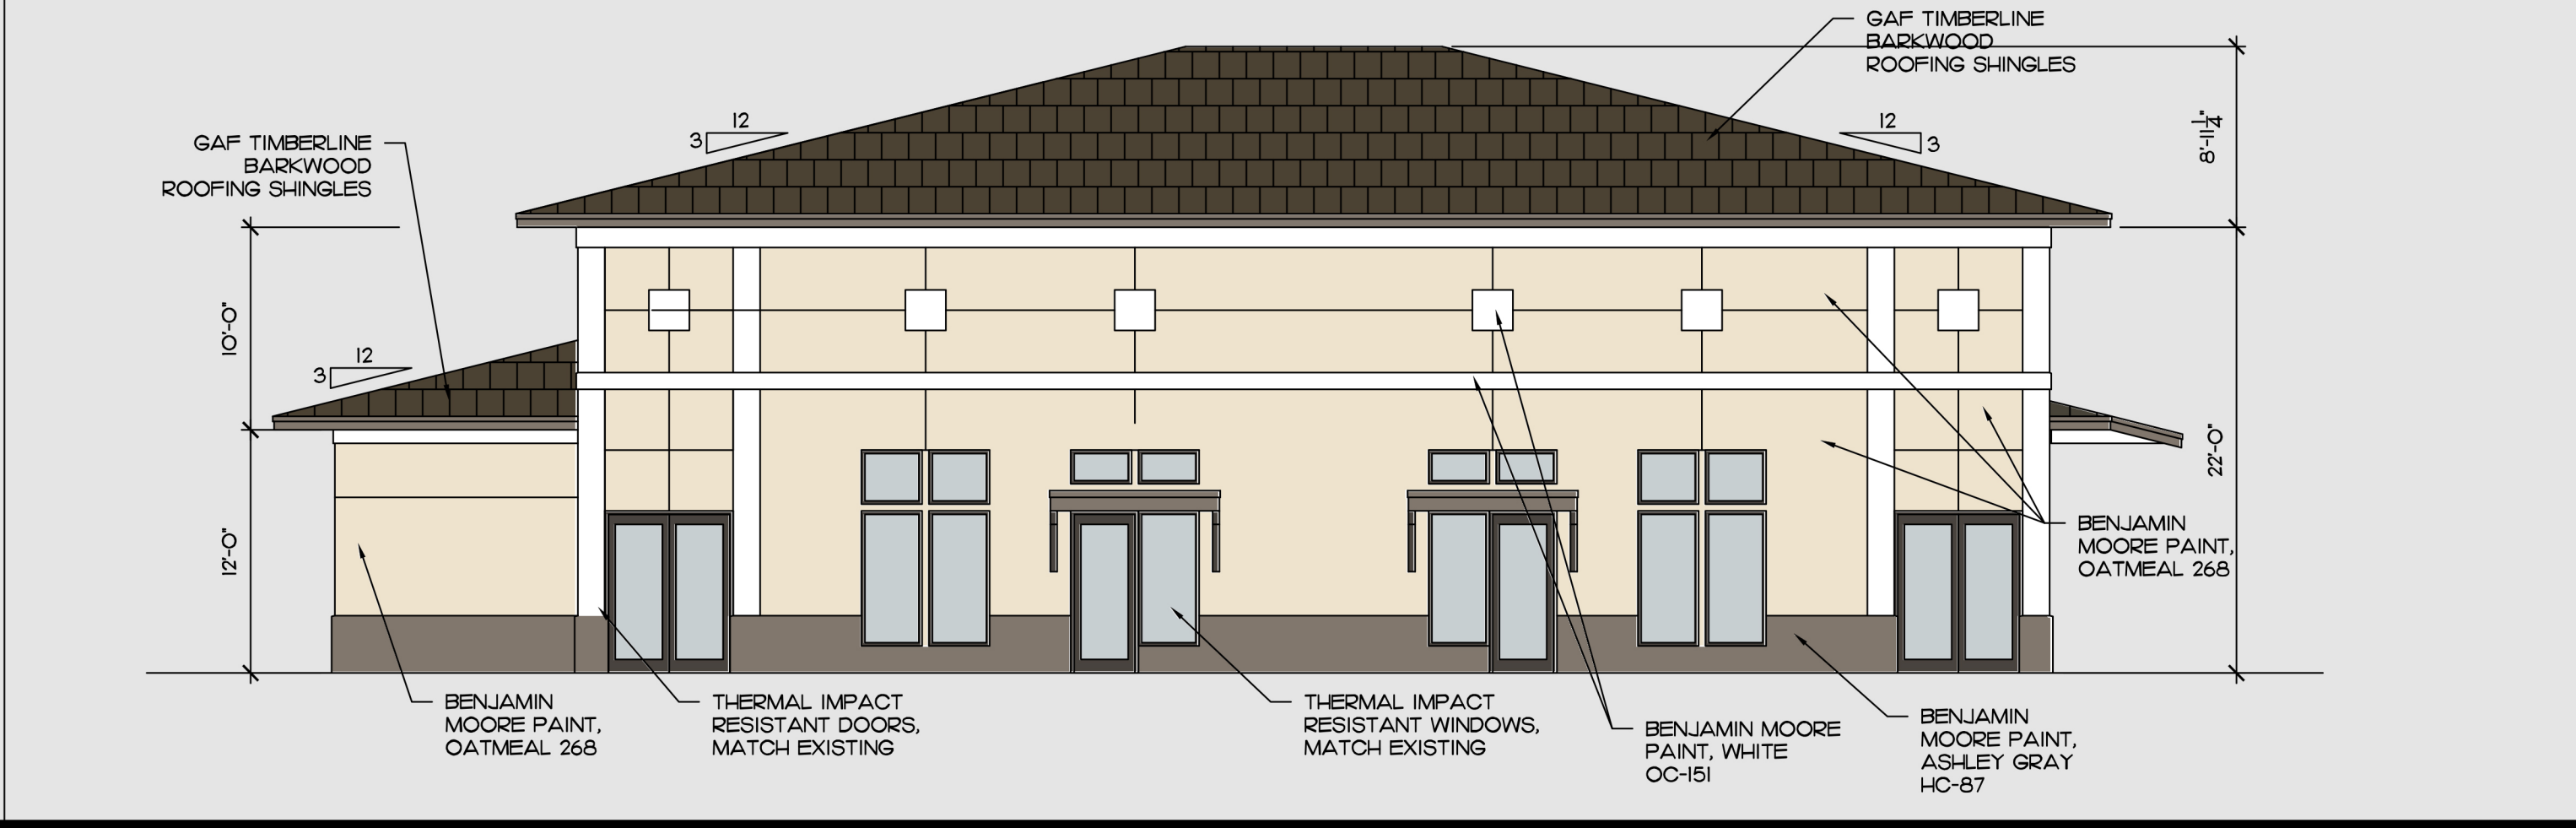 GAF TIMBERLINE
BARKWOOD
ROOFING SHINGLES
12
3
12
3
8'-11 1/4"
GAF TIMBERLINE
BARKWOOD
ROOFING SHINGLES
10'-0"
12
3
22'-0"
BENJAMIN
MOORE PAINT,
OATMEAL 268
12'-0"
BENJAMIN
MOORE PAINT,
OATMEAL 268
THERMAL IMPACT
RESISTANT DOORS,
MATCH EXISTING
THERMAL IMPACT
RESISTANT WINDOWS,
MATCH EXISTING
BENJAMIN MOORE
PAINT, WHITE
OC-151
BENJAMIN
MOORE PAINT,
ASHLEY GRAY
HC-87